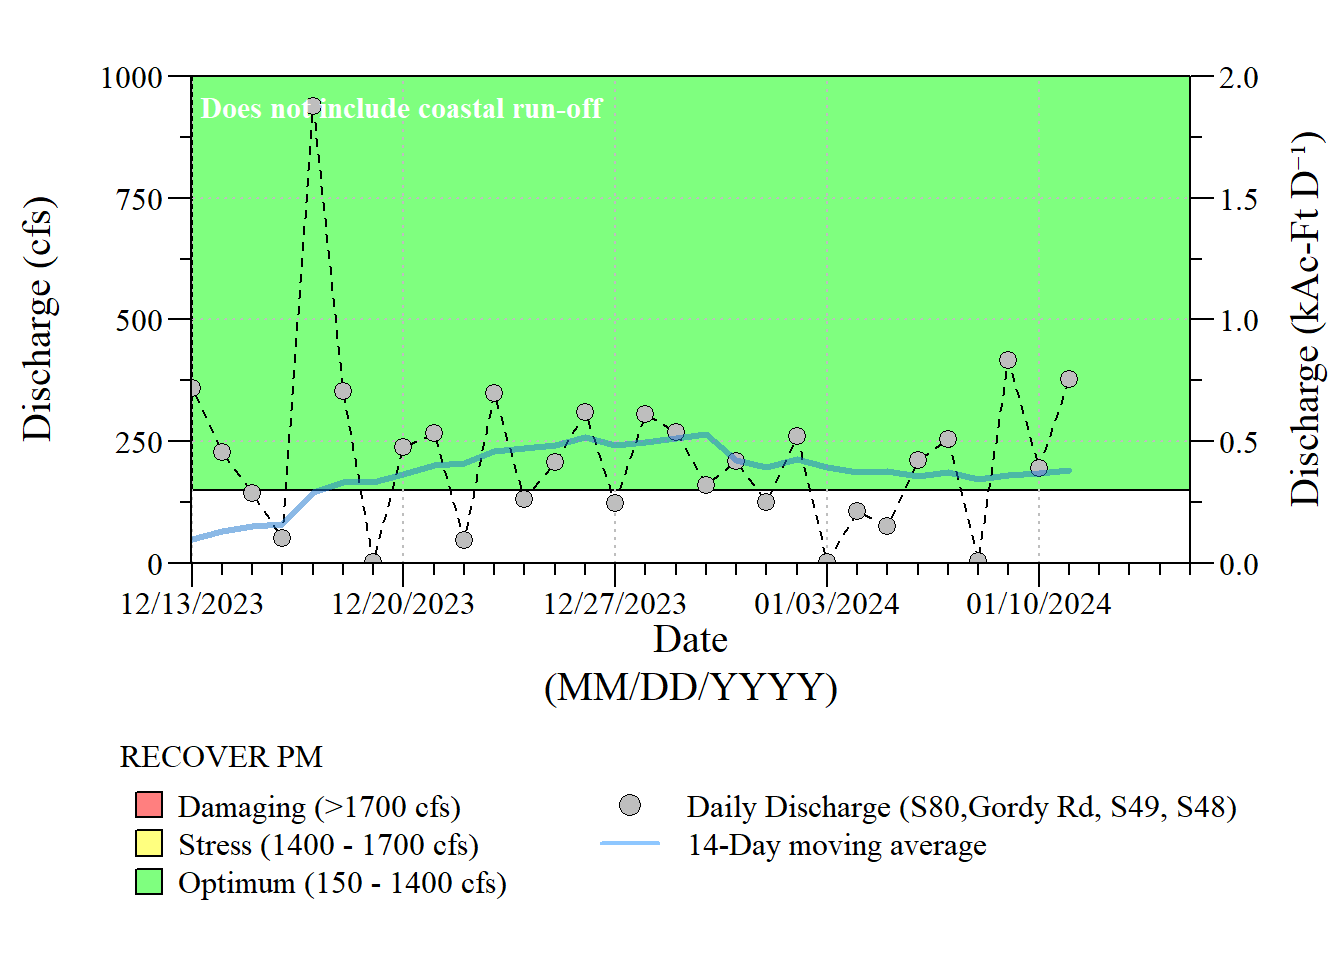 Does not include coastal run-off
1000
750
500
250
0
2.0
1.5
1.0
0.5
0.0
Discharge (cfs)
Discharge (kAc-Ft D⁻¹)
12/13/2023
12/20/2023
12/27/2023
01/03/2024
01/10/2024
Date
(MM/DD/YYYY)
RECOVER PM
Damaging (>1700 cfs)
Stress (1400 - 1700 cfs)
Optimum (150 - 1400 cfs)
Daily Discharge (S80,Gordy Rd, S49, S48)
14-Day moving average